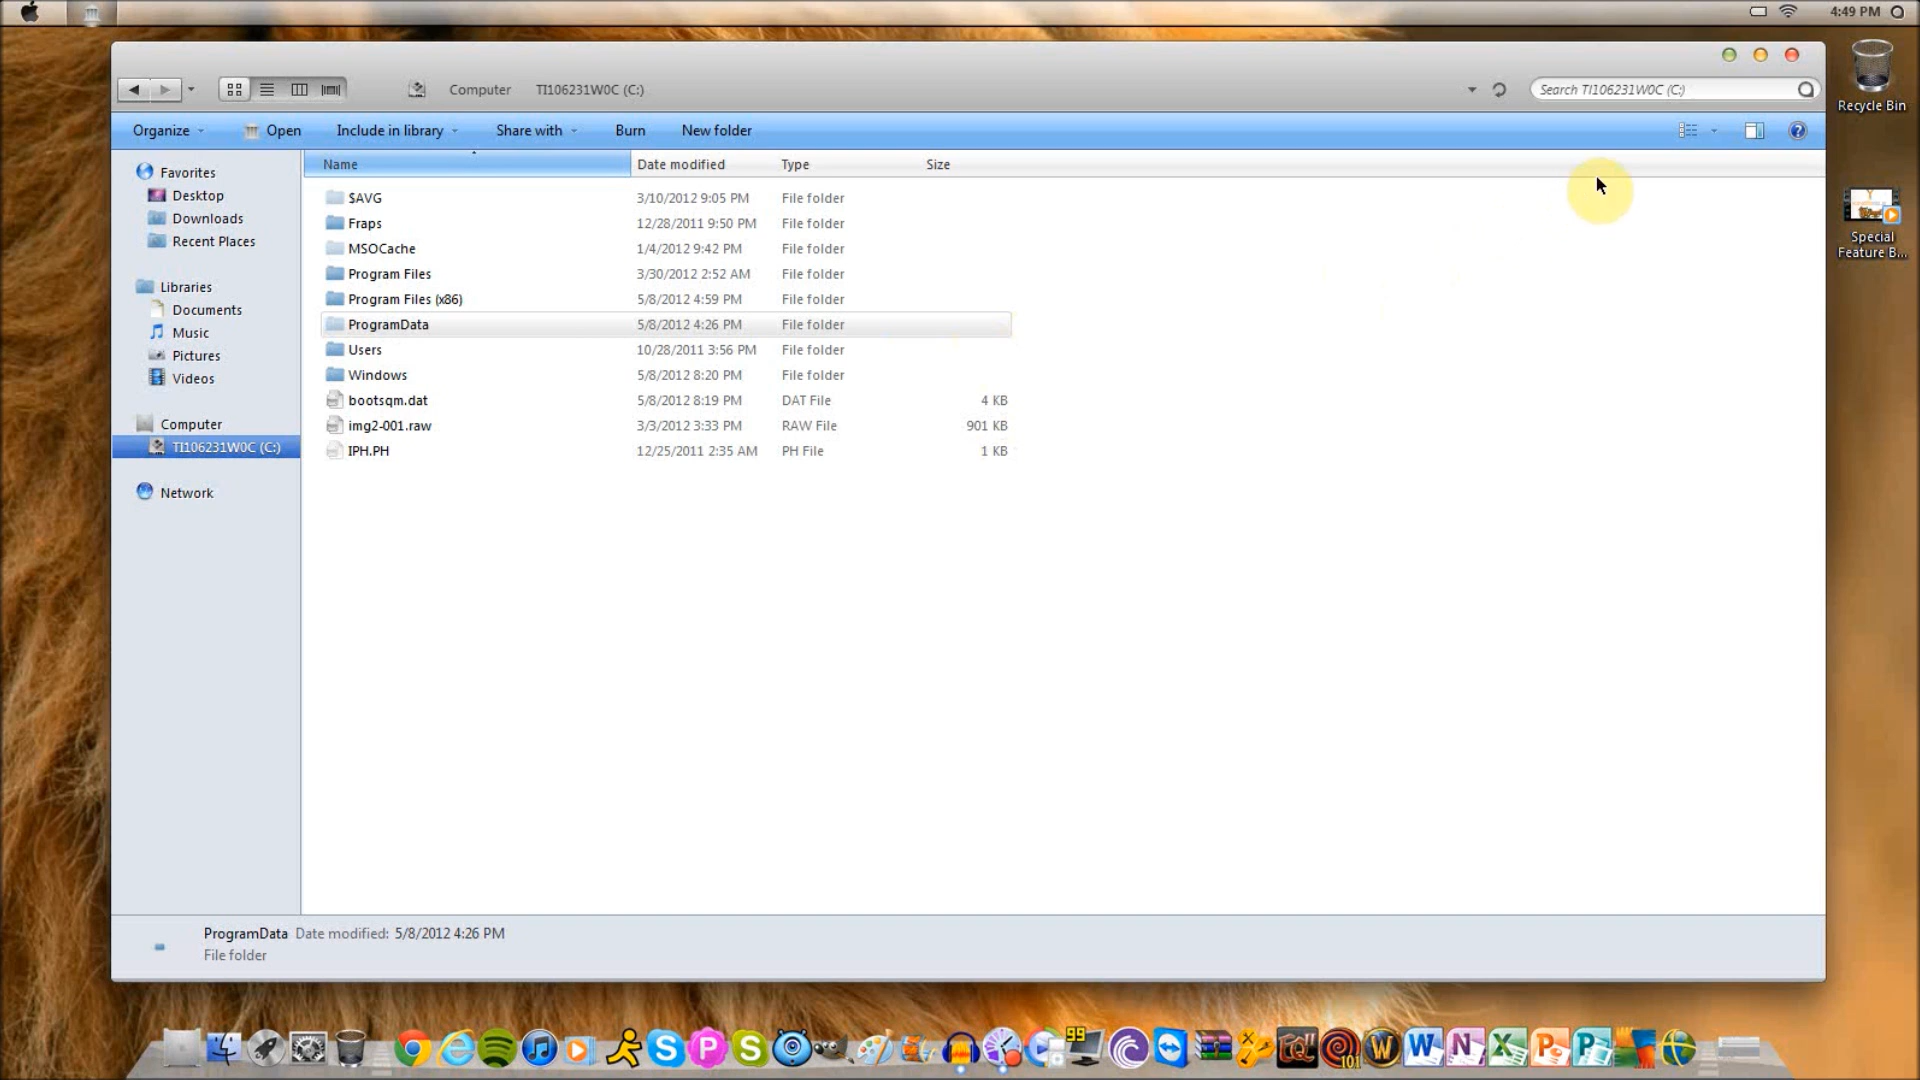 4:49 PM
Computer TI106231W0C (C:)
Search TI106231W0C (C:)
Organize Open Include in library Share with Burn New folder
Name Date modified Type Size
$AVG 3/10/2012 9:05 PM File folder
Fraps 12/28/2011 9:50 PM File folder
MSOCache 1/4/2012 9:42 PM File folder
Program Files 3/30/2012 2:52 AM File folder
Program Files (x86) 5/8/2012 4:59 PM File folder
ProgramData 5/8/2012 4:26 PM File folder
Users 10/28/2011 3:56 PM File folder
Windows 5/8/2012 8:20 PM File folder
bootsqm.dat 5/8/2012 8:19 PM DAT File 4 KB
img2-001.raw 3/3/2012 3:33 PM RAW File 901 KB
IPH.PH 12/25/2011 2:35 AM PH File 1 KB
Favorites
Desktop
Downloads
Recent Places
Libraries
Documents
Music
Pictures
Videos
Computer
TI106231W0C (C:)
Network
Recycle Bin
Special
Feature B...
ProgramData Date modified: 5/8/2012 4:26 PM
File folder
99
101